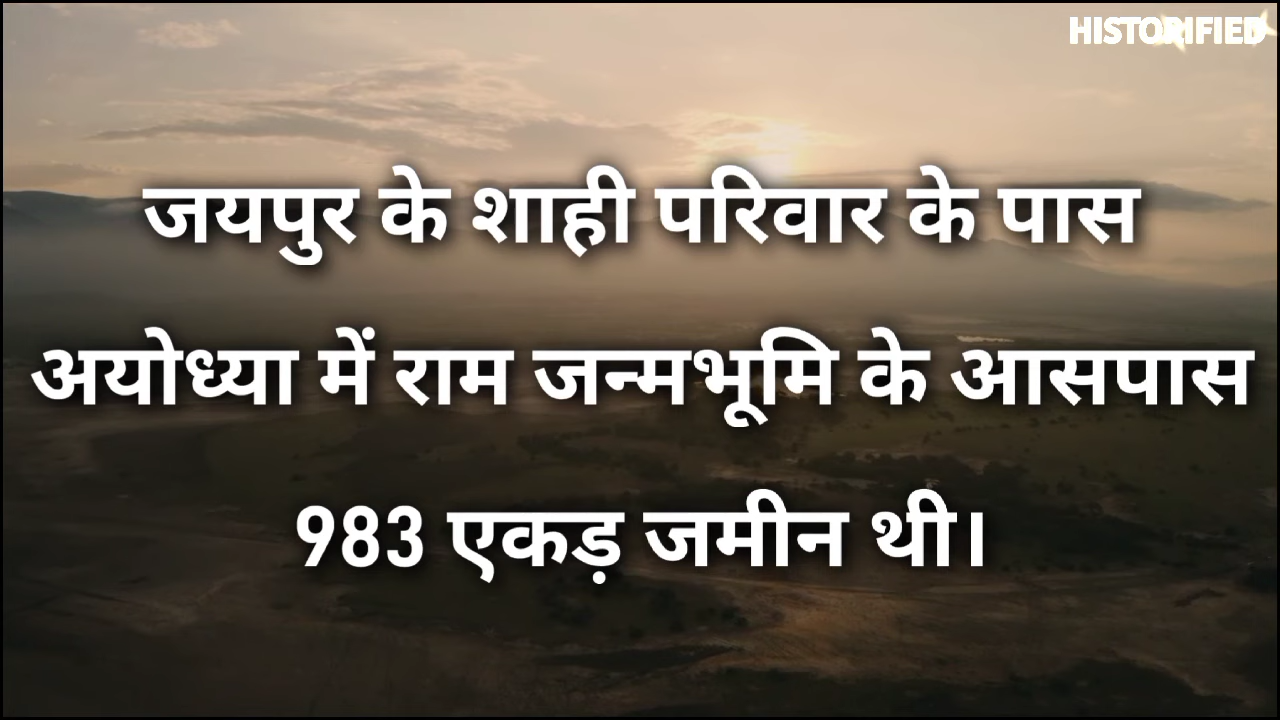 HISTORIFIED
जयपुर के शाही परिवार के पास
अयोध्या में राम जन्मभूमि के आसपास
983 एकड़ जमीन थी।